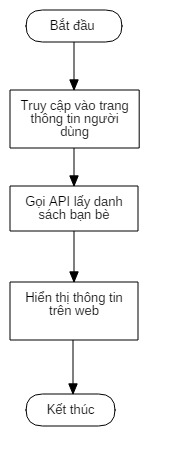 Bắt đầu
Truy cập vào trang
thông tin người
dùng
Gọi API lấy danh
sách bạn bè
Hiển thị thông tin
trên web
Kết thúc